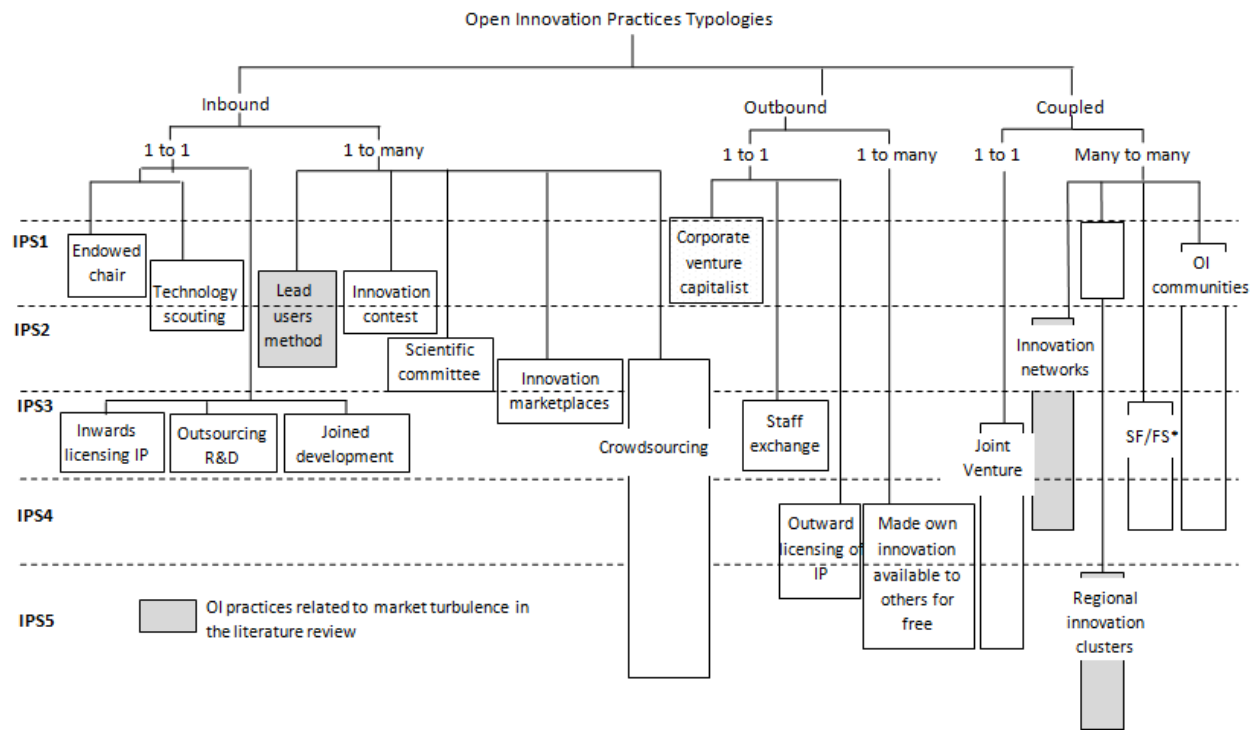 Open Innovation Practices Typologies
Inbound
Outbound
Coupled
1 to 1
1 to many
1 to 1
1 to many
1 to 1
Many to many
IPS1
Endowed
chair
Technology
scouting
Lead
users
method
Innovation
contest
Corporate
venture
capitalist
OI
communities
IPS2
Scientific
committee
Innovation
marketplaces
Innovation
networks
IPS3
Inwards
licensing IP
Outsourcing
R&D
Joined
development
Crowdsourcing
Staff
exchange
Joint
Venture
SF/FS*
IPS4
Outward
licensing of
IP
Made own
innovation
available to
others for
free
IPS5
OI practices related to market turbulence in
the literature review
Regional
innovation
clusters